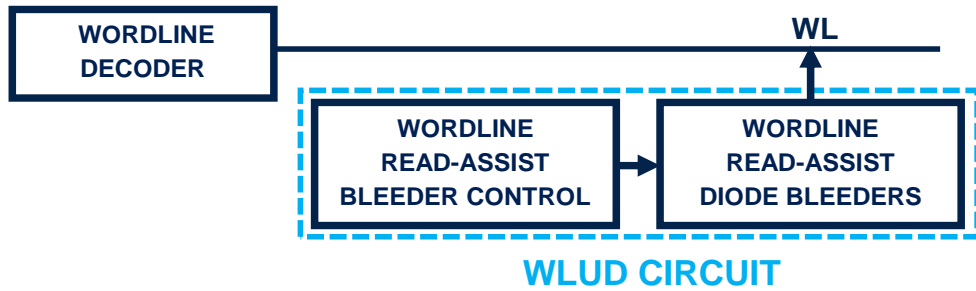 WORDLINE
DECODER
WL
WORDLINE
READ-ASSIST
BLEEDER CONTROL
WORDLINE
READ-ASSIST
DIODE BLEEDERS
WLUD CIRCUIT